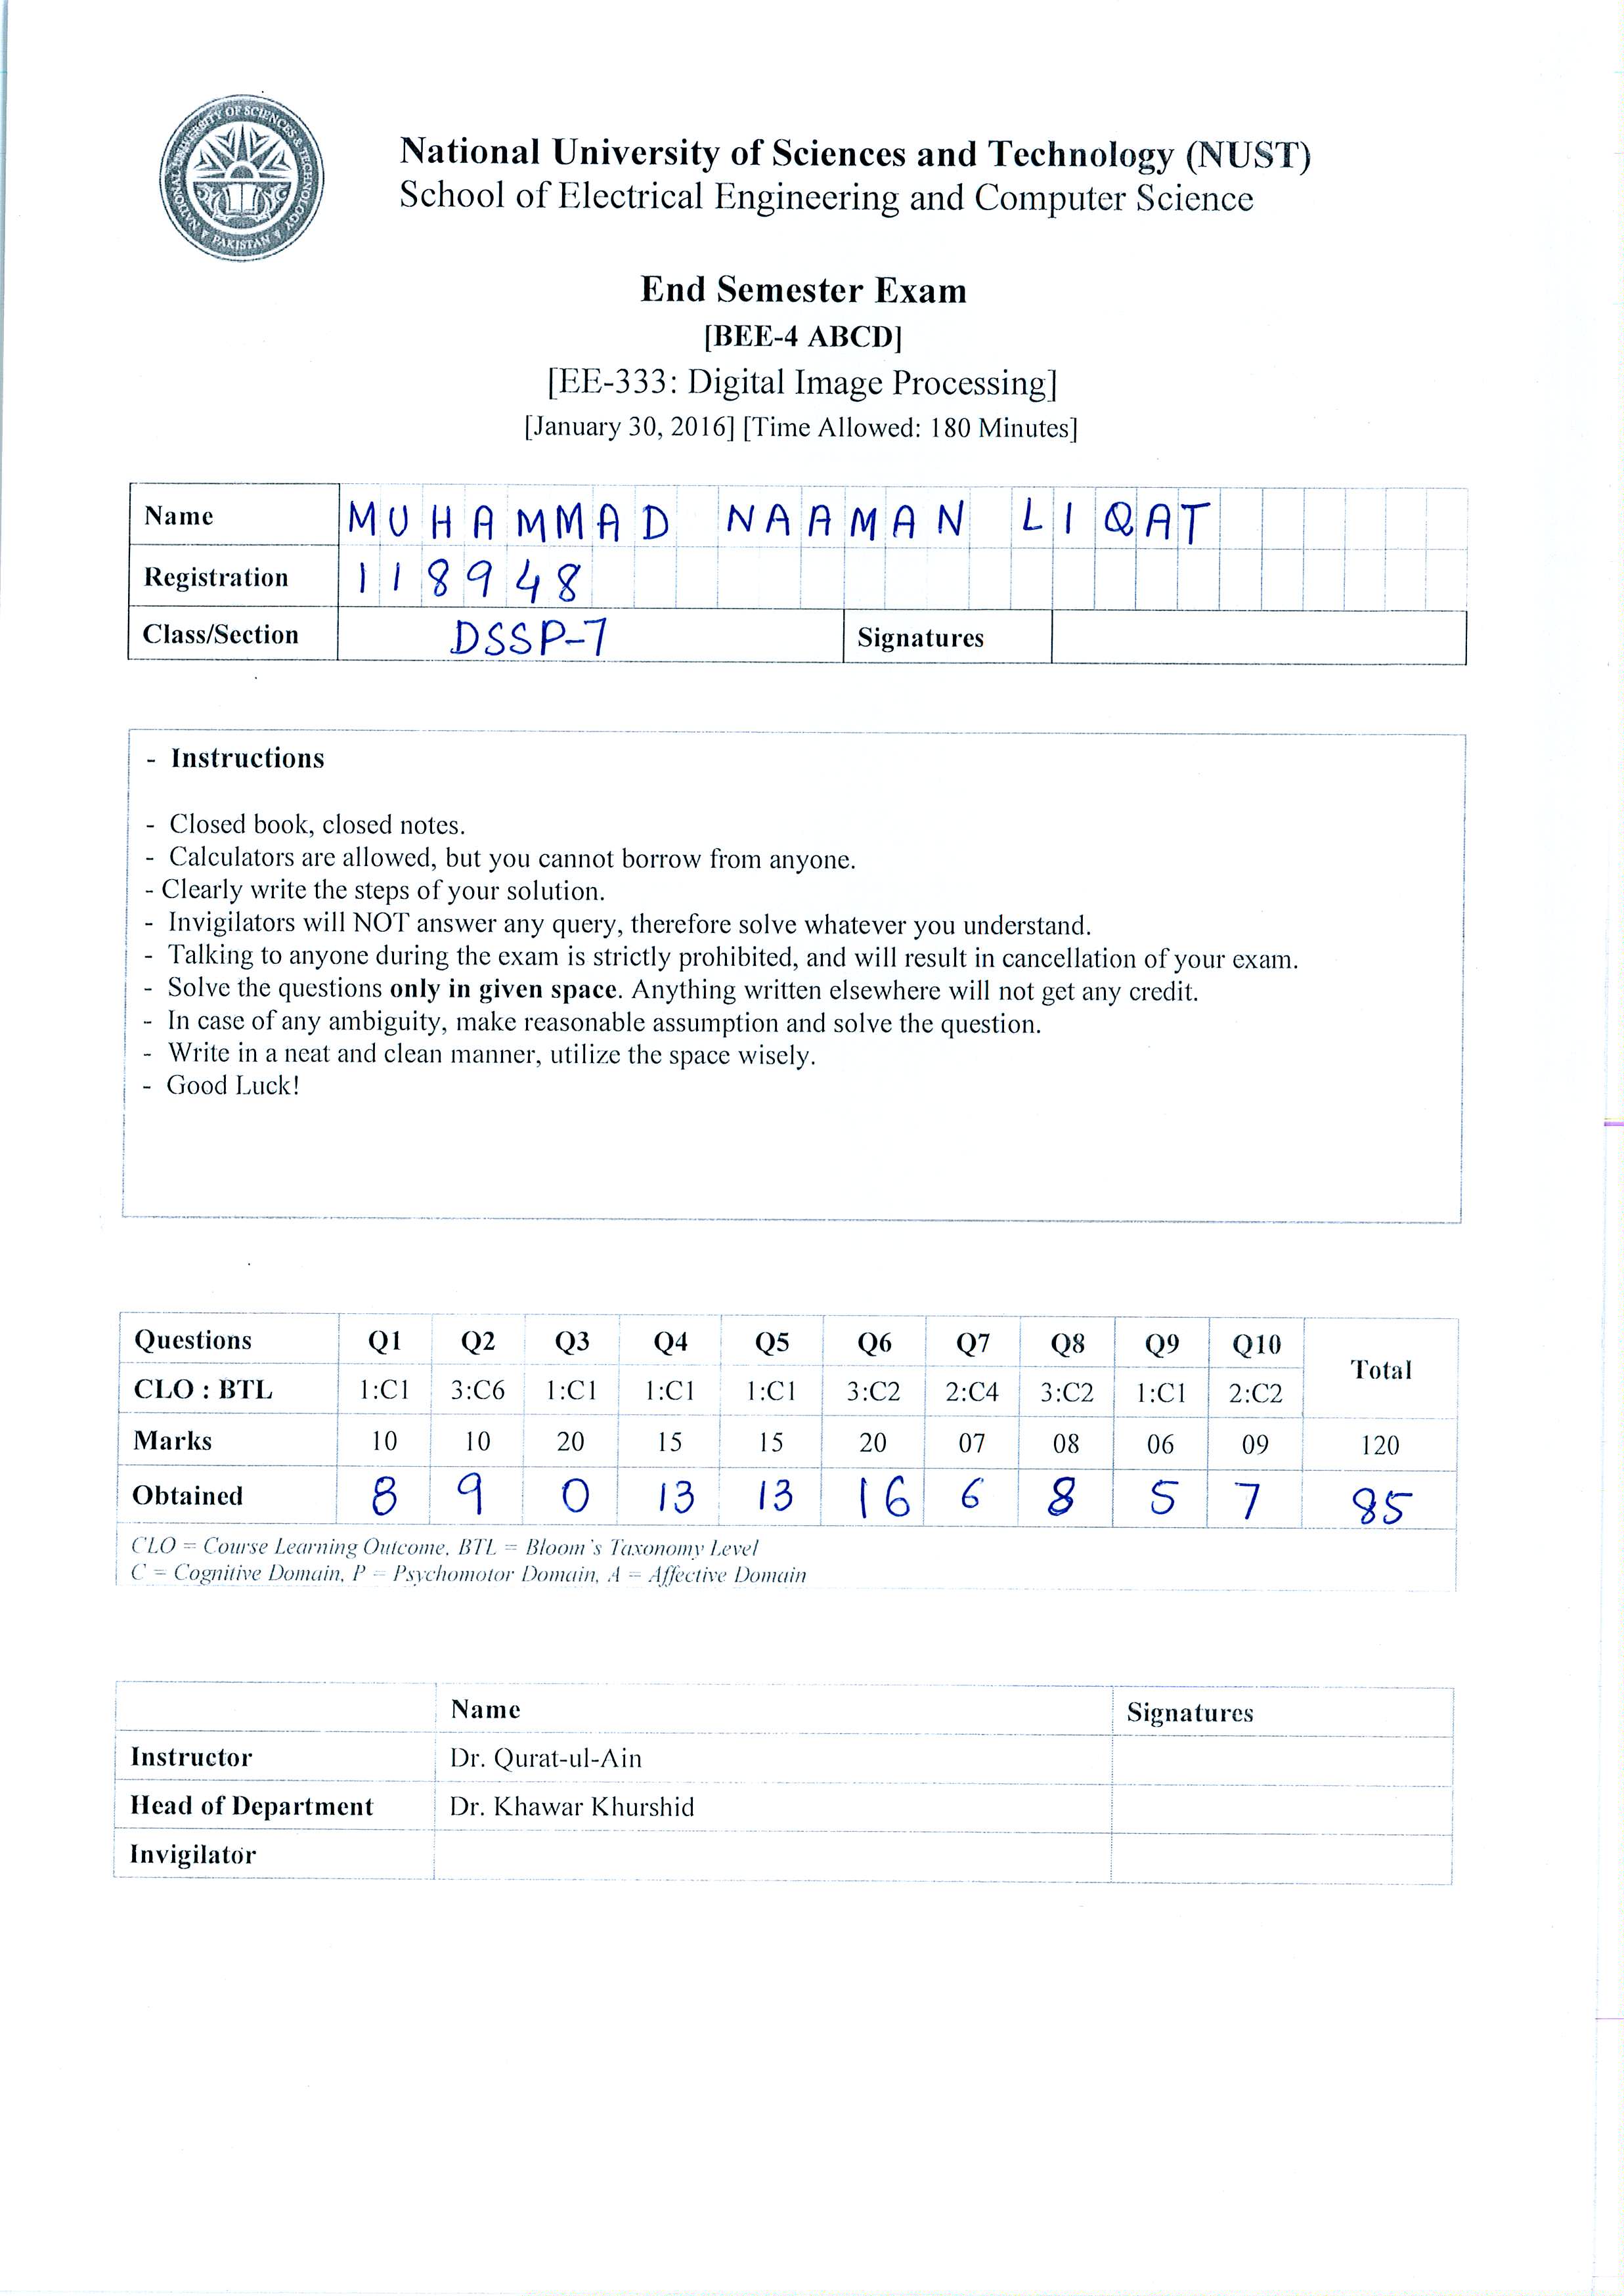 NATIONAL UNIVERSITY OF SCIENCES & TECHNOLOGY
PAKISTAN
National University of Sciences and Technology (NUST)
School of Electrical Engineering and Computer Science
End Semester Exam
[BEE-4 ABCD]
[EE-333: Digital Image Processing]
[January 30, 2016] [Time Allowed: 180 Minutes]
Name MUHAMMAD NAAMAN LIQAT
Registration 118948
Class/Section DSSP-7 Signatures
- Instructions
- Closed book, closed notes.
- Calculators are allowed, but you cannot borrow from anyone.
- Clearly write the steps of your solution.
- Invigilators will NOT answer any query, therefore solve whatever you understand.
- Talking to anyone during the exam is strictly prohibited, and will result in cancellation of your exam.
- Solve the questions only in given space. Anything written elsewhere will not get any credit.
- In case of any ambiguity, make reasonable assumption and solve the question.
- Write in a neat and clean manner, utilize the space wisely.
- Good Luck!
Questions Q1 Q2 Q3 Q4 Q5 Q6 Q7 Q8 Q9 Q10 Total
CLO : BTL 1:C1 3:C6 1:C1 1:C1 1:C1 3:C2 2:C4 3:C2 1:C1 2:C2
Marks 10 10 20 15 15 20 07 08 06 09 120
Obtained 8 9 0 13 13 16 6 8 5 7 85
CLO = Course Learning Outcome, BTL = Bloom's Taxonomy Level
C = Cognitive Domain, P = Psychomotor Domain, A = Affective Domain
Name Signatures
Instructor Dr. Qurat-ul-Ain
Head of Department Dr. Khawar Khurshid
Invigilator